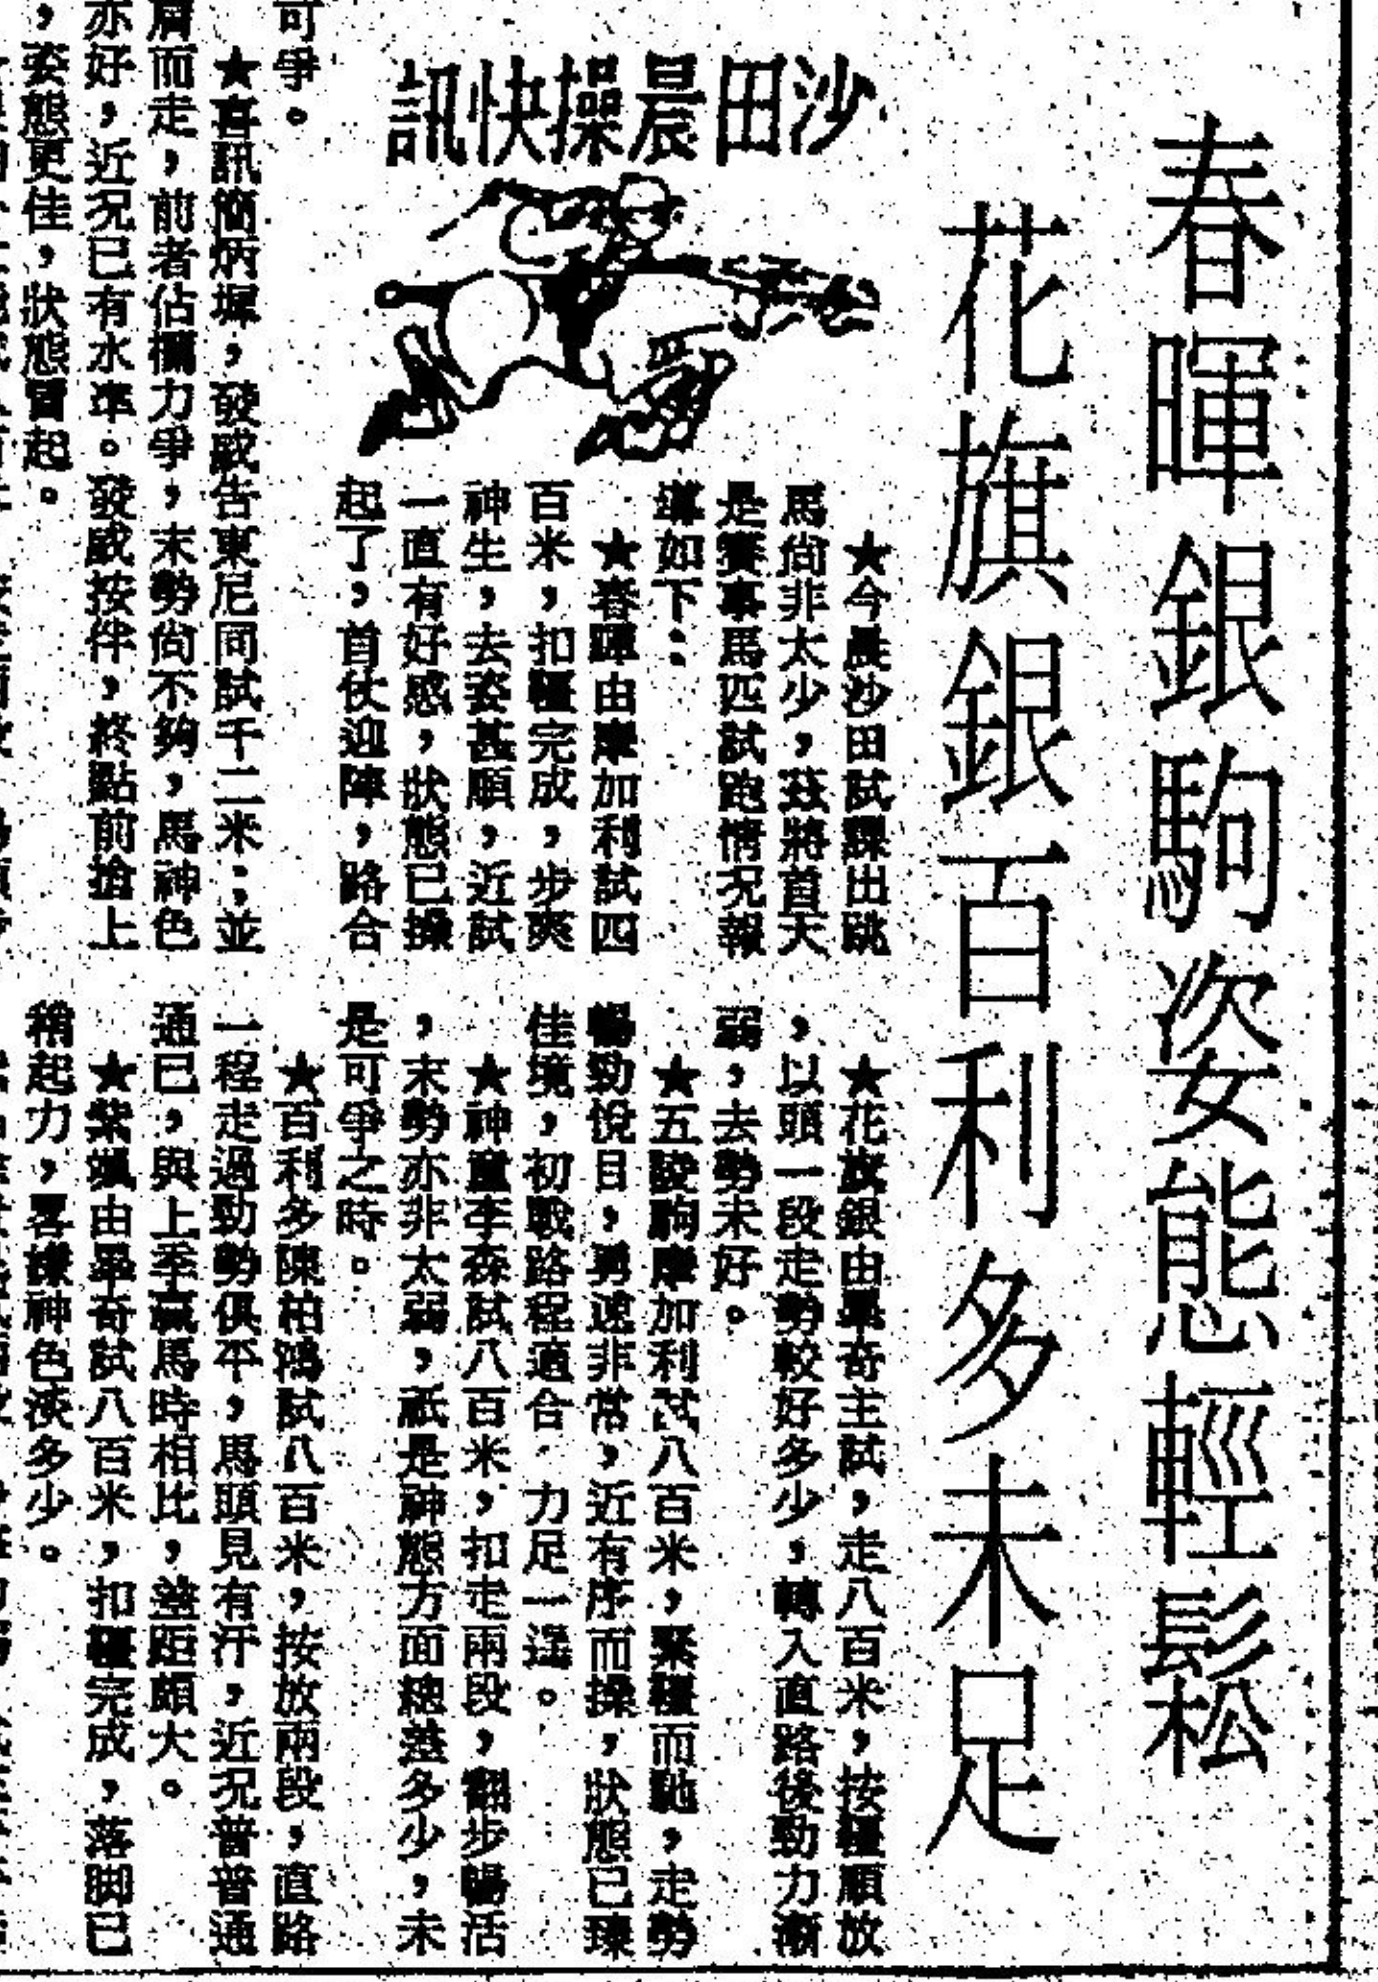 春暉銀駒姿態輕鬆
花旗銀百利多未足
沙田晨操快訊
★今晨沙田試課出跳
馬尚非太少，茲將首天
是賽事馬匹試跑情況報
導如下：
★春暉由摩加利試四
百米，扣韁完成，步爽
神生，去姿甚順，近試
一直有好感，狀態已操
起了，首仗迎陣，路合
可爭。
★喜訊簡炳墀，發威告東尼同試千二米：並
肩而走，前者佔欄力爭，末勢尚不夠，馬神色
亦好，近況已有水準。發威按伴，終點前搶上
，姿態更佳，狀態冒起。
★花旗銀由畢奇主試，走八百米，按韁順放
，以頭一段走勢較好多少，轉入直路後勁力漸
弱，去勢未好。
★五陵駒摩加利試八百米，緊韁而馳，走勢
暢勁悅目，勇速非常，近有序而操，狀態已臻
佳境，初戰路程適合，力足一逞。
★神童李森試八百米，扣走兩段，翻步暢活
，末勢亦非太弱，祇是神態方面總差多少，未
是可爭之時。
★百利多陳柏鴻試八百米，按放兩段，直路
一程走過勁勢俱平，馬頭見有汗，近況普普通
通已，與上季贏馬時相比，差距頗大。
★紫颯由畢奇試八百米，扣韁完成，落脚已
稍起力，畧嫌神色淡多少。